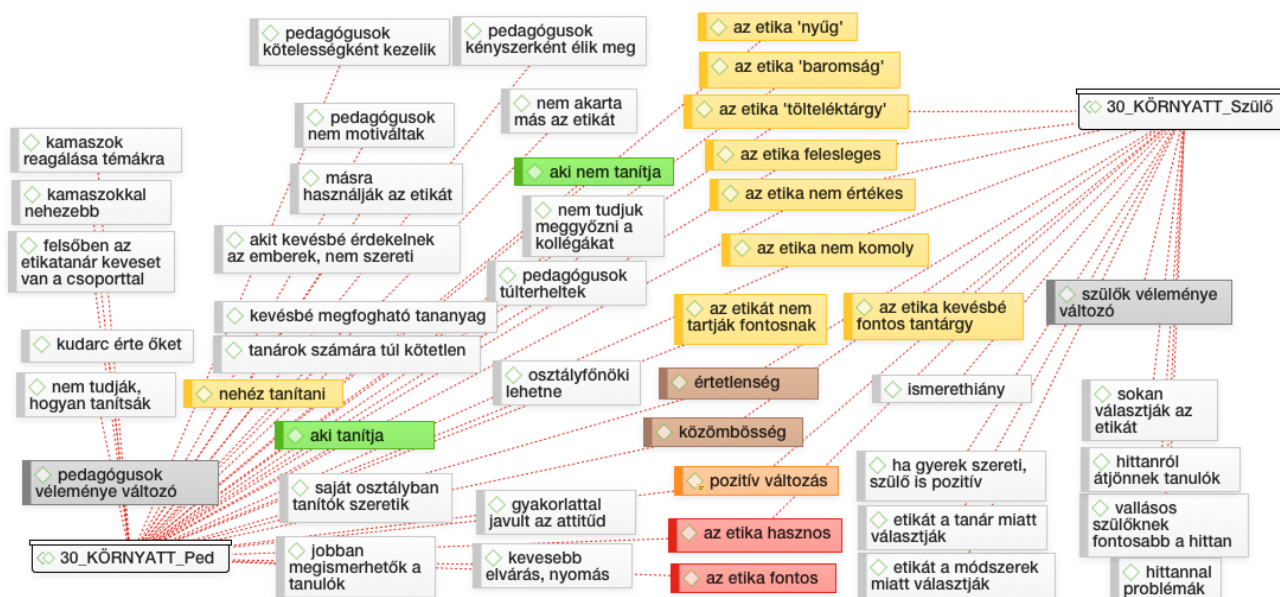 pedagógusok
kötelességként kezelik
pedagógusok
kényszerként élik meg
az etika 'nyűg'
az etika 'baromság'
az etika 'tölteléktárgy'
30_KÖRNYATT_Szülő
nem akarta
más az etikát
pedagógusok
nem motiváltak
kamaszok
reagálása témákra
az etika felesleges
aki nem tanítja
másra
használják az etikát
kamaszokkal
nehezebb
az etika nem értékes
nem tudjuk
meggyőzni a
kollégákat
akit kevésbé érdekelnek
az emberek, nem szereti
felsőben az
etikatanár keveset
van a csoporttal
az etika nem komoly
pedagógusok
túlterheltek
szülők véleménye
változó
kevésbé megfogható tananyag
az etikát nem
tartják fontosnak
az etika kevésbé
fontos tantárgy
kudarc érte őket
tanárok számára túl kötetlen
osztályfőnöki
lehetne
értetlenség
ismerethiány
nem tudják,
hogyan tanítsák
nehéz tanítani
sokan
választják az
etikát
aki tanítja
közömbösség
pedagógusok
véleménye változó
saját osztályban
tanítók szeretik
pozitív változás
ha gyerek szereti,
szülő is pozitív
hittanról
átjönnek tanulók
gyakorlattal
javult az attitűd
etikát a tanár miatt
választják
vallásos
szülőknek
fontosabb a hittan
az etika hasznos
30_KÖRNYATT_Ped
jobban
megismerhetők a
tanulók
kevesebb
elvárás, nyomás
az etika fontos
etikát a módszerek
miatt választják
hittannal
problémák